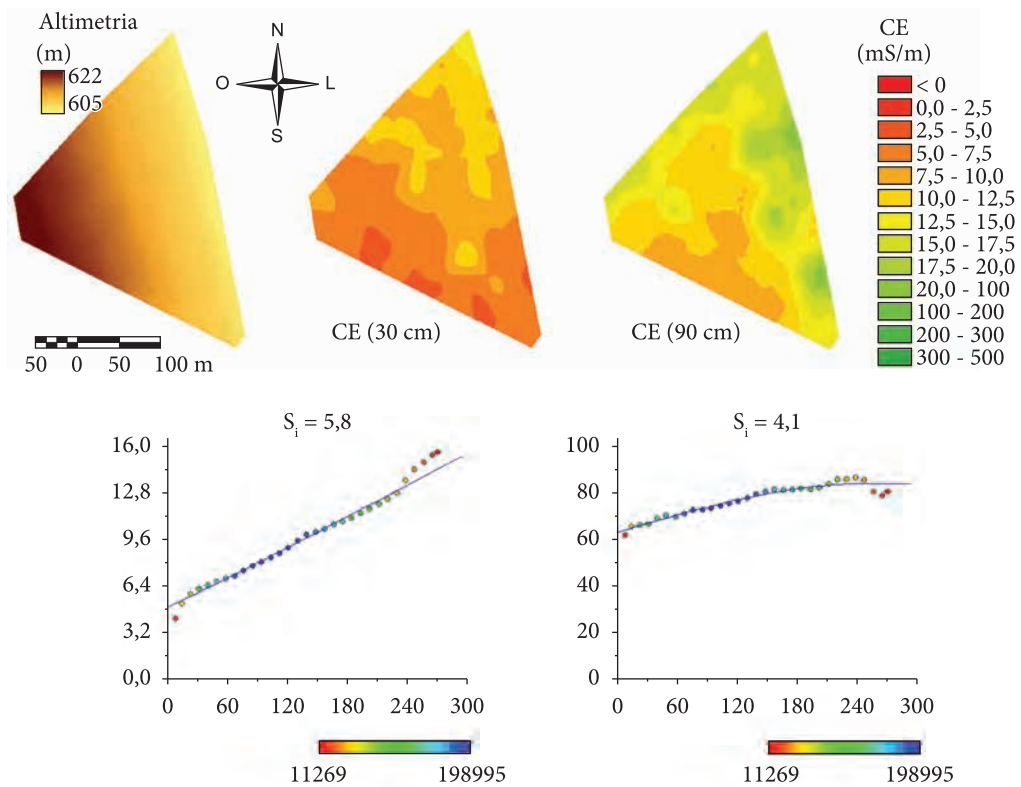 Altimetria
(m)
622
605
N
O
L
S
50 0 50 100 m
CE (30 cm)
CE (90 cm)
CE
(mS/m)
< 0
0,0 - 2,5
2,5 - 5,0
5,0 - 7,5
7,5 - 10,0
10,0 - 12,5
12,5 - 15,0
15,0 - 17,5
17,5 - 20,0
20,0 - 100
100 - 200
200 - 300
300 - 500
Si = 5,8
16,0
12,8
9,6
6,4
3,2
0,0
0 60 120 180 240 300
11269 198995
Si = 4,1
100
80
60
40
20
0
0 60 120 180 240 300
11269 198995